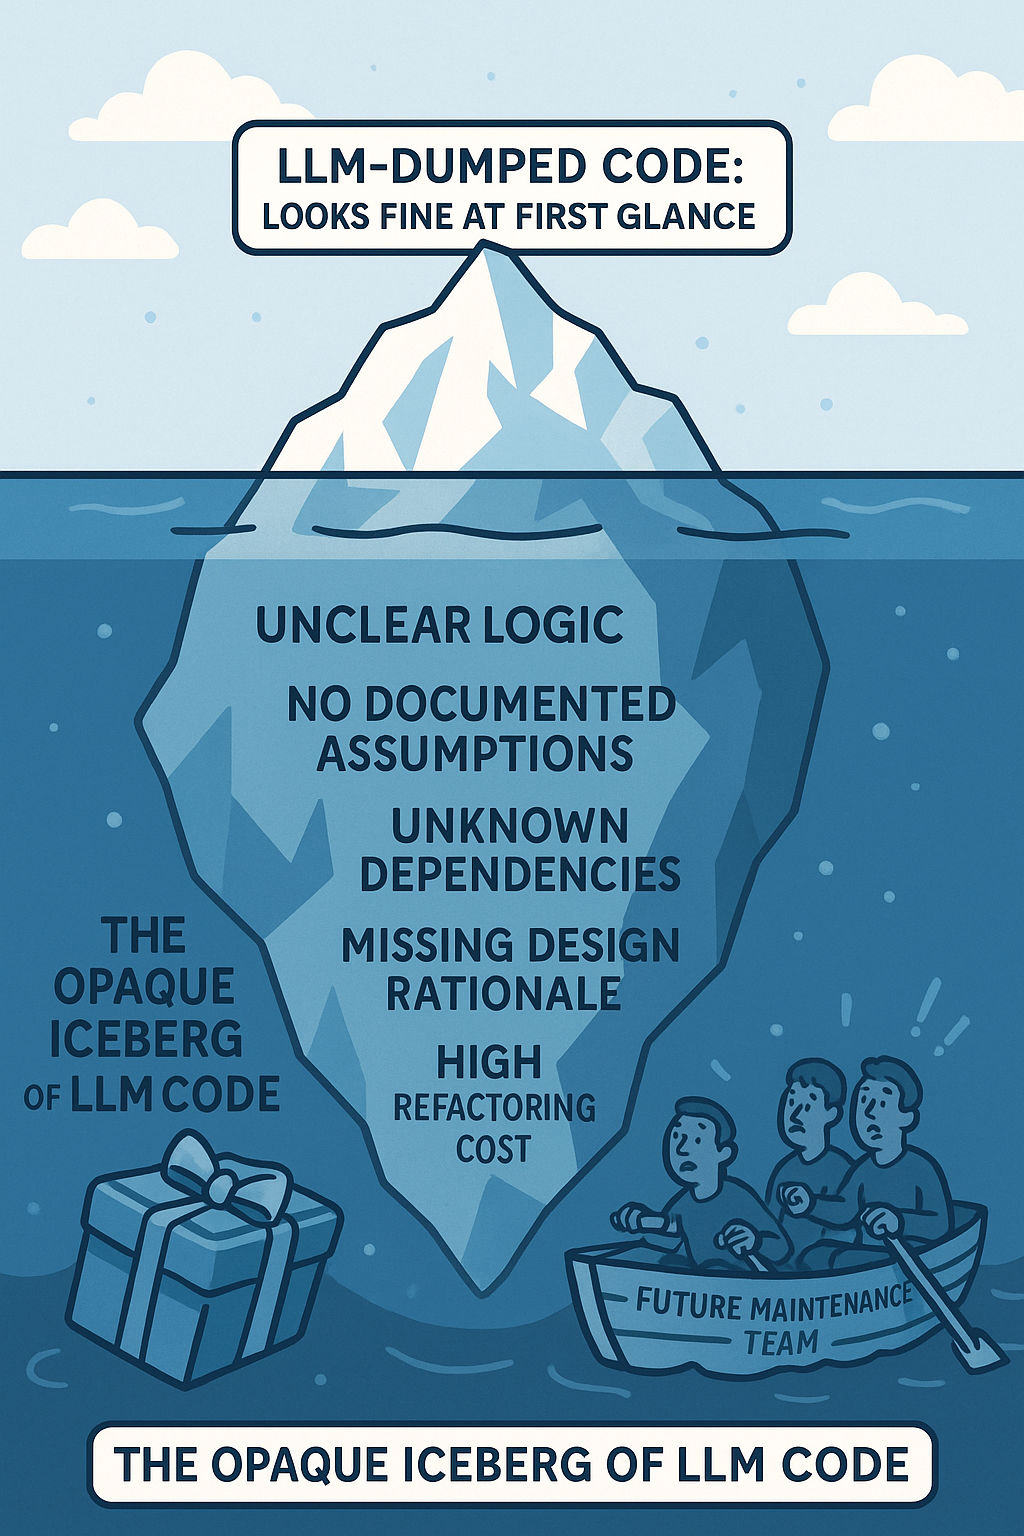 LLM-DUMPED CODE:
LOOKS FINE AT FIRST GLANCE
UNCLEAR LOGIC
NO DOCUMENTED
ASSUMPTIONS
UNKNOWN
DEPENDENCIES
MISSING DESIGN
RATIONALE
HIGH
REFACTORING
COST
THE
OPAQUE
ICEBERG
OF LLM CODE
FUTURE MAINTENANCE
TEAM
THE OPAQUE ICEBERG OF LLM CODE